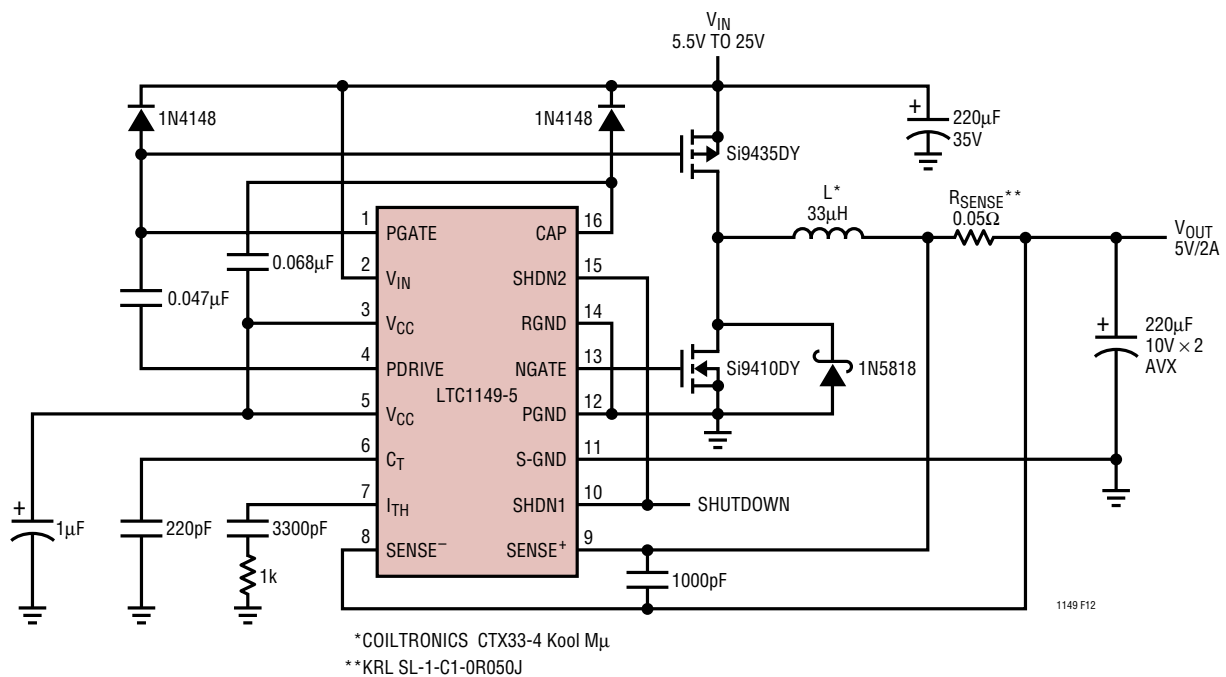 V_IN
5.5V TO 25V
1N4148
1N4148
+
220µF
35V
Si9435DY
L*
33µH
R_SENSE**
0.05Ω
V_OUT
5V/2A
1
PGATE
CAP
16
0.068µF
2
V_IN
SHDN2
15
0.047µF
3
V_CC
RGND
14
+
220µF
10V × 2
AVX
4
PDRIVE
NGATE
13
Si9410DY
1N5818
LTC1149-5
5
V_CC
PGND
12
6
C_T
S-GND
11
7
I_TH
SHDN1
10
SHUTDOWN
+
1µF
220pF
3300pF
8
SENSE⁻
SENSE⁺
9
1k
1000pF
1149 F12
*COILTRONICS CTX33-4 Kool Mµ
**KRL SL-1-C1-0R050J